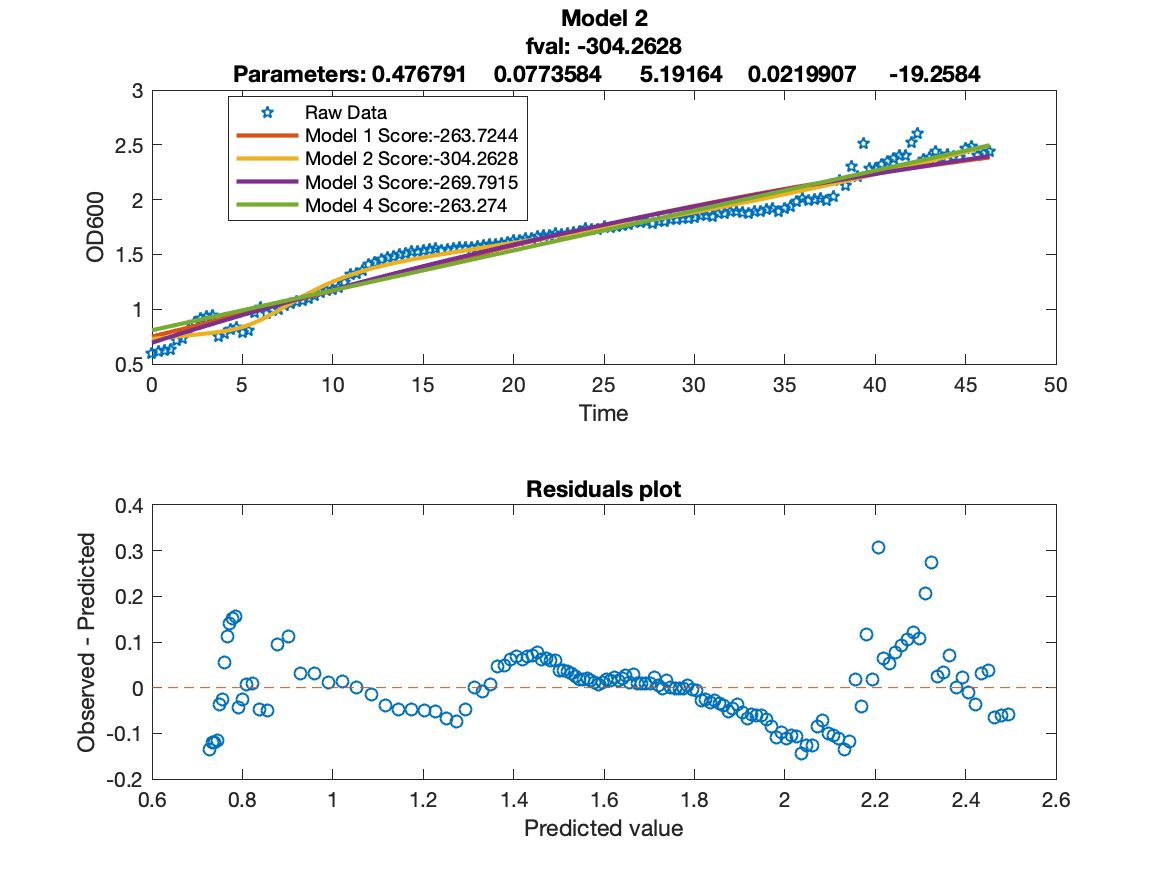 Model 2
fval: -304.2628
Parameters: 0.476791 0.0773584 5.19164 0.0219907 -19.2584
3
2.5
2
1.5
1
0.5
OD600
Raw Data
Model 1 Score:-263.7244
Model 2 Score:-304.2628
Model 3 Score:-269.7915
Model 4 Score:-263.274
0 5 10 15 20 25 30 35 40 45 50
Time
Residuals plot
0.4
0.3
0.2
0.1
0
-0.1
-0.2
Observed - Predicted
0.6 0.8 1 1.2 1.4 1.6 1.8 2 2.2 2.4 2.6
Predicted value